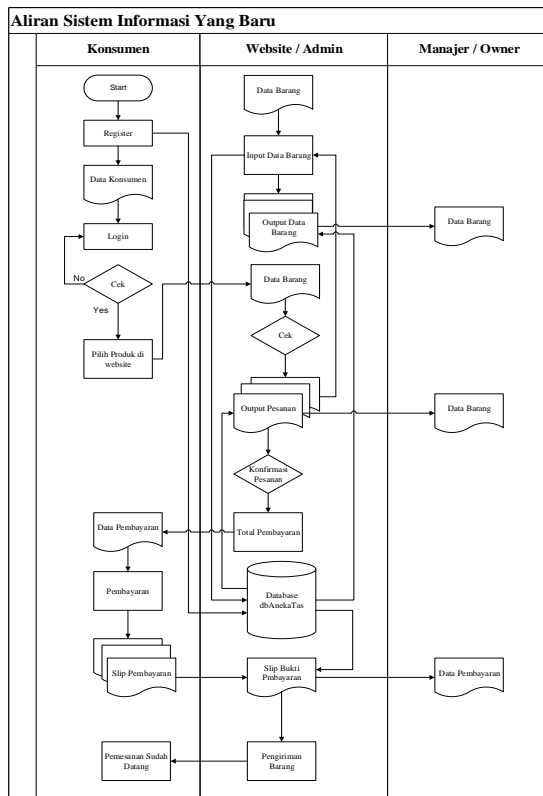 Aliran Sistem Informasi Yang Baru
Konsumen
Website / Admin
Manajer / Owner
Start
Data Barang
Register
Input Data Barang
Data Konsumen
Output Data
Barang
Data Barang
Login
No
Cek
Data Barang
Yes
Cek
Pilih Produk di
website
Output Pesanan
Data Barang
Konfirmasi
Pesanan
Data Pembayaran
Total Pembayaran
Pembayaran
Database
dbAnekaTas
Slip Pembayaran
Slip Bukti
Pmbayaran
Data Pembayaran
Pemesanan Sudah
Datang
Pengiriman
Barang